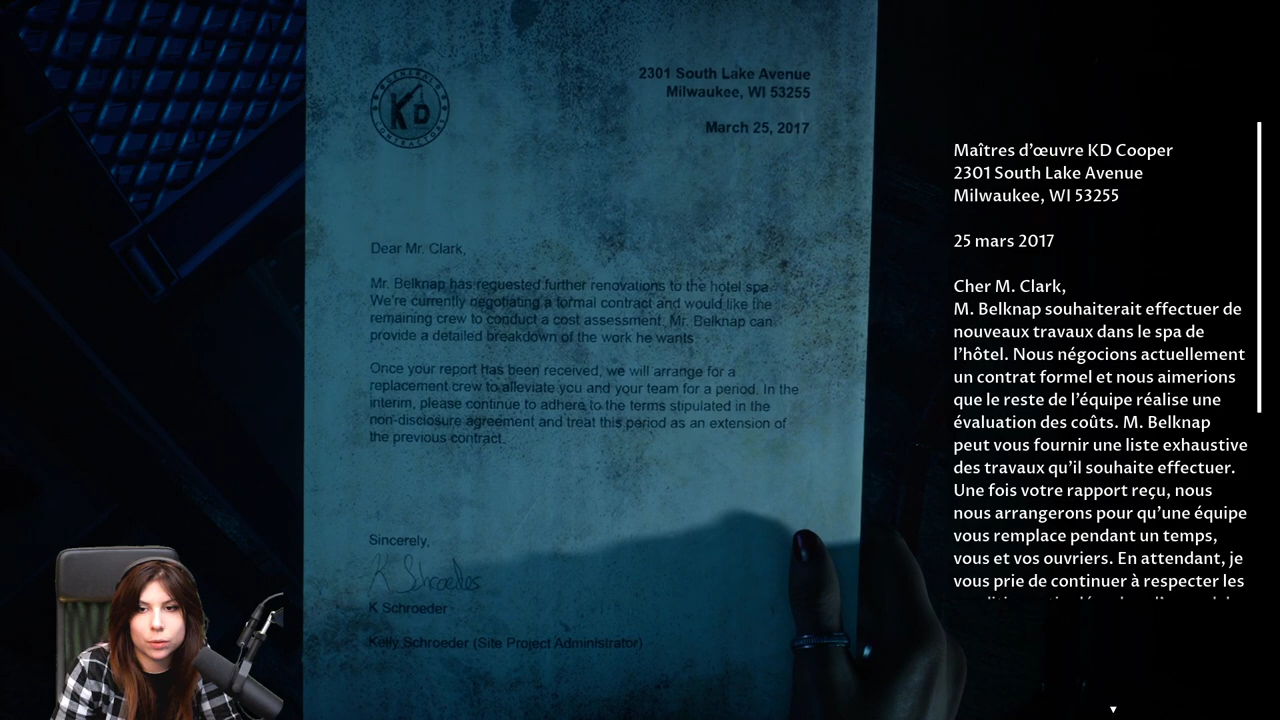 GENERAL
KD
CONTRACTORS
2301 South Lake Avenue
Milwaukee, WI 53255
March 25, 2017
Dear Mr. Clark,
Mr. Belknap has requested further renovations to the hotel spa.
We're currently negotiating a formal contract and would like the
remaining crew to conduct a cost assessment. Mr. Belknap can
provide a detailed breakdown of the work he wants.
Once your report has been received, we will arrange for a
replacement crew to alleviate you and your team for a period. In the
interim, please continue to adhere to the terms stipulated in the
non-disclosure agreement and treat this period as an extension of
the previous contract.
Sincerely,
K Schroeder
K Schroeder
Kelly Schroeder (Site Project Administrator)
Maîtres d'œuvre KD Cooper
2301 South Lake Avenue
Milwaukee, WI 53255
25 mars 2017
Cher M. Clark,
M. Belknap souhaiterait effectuer de
nouveaux travaux dans le spa de
l'hôtel. Nous négocions actuellement
un contrat formel et nous aimerions
que le reste de l'équipe réalise une
évaluation des coûts. M. Belknap
peut vous fournir une liste exhaustive
des travaux qu'il souhaite effectuer.
Une fois votre rapport reçu, nous
nous arrangerons pour qu'une équipe
vous remplace pendant un temps,
vous et vos ouvriers. En attendant, je
vous prie de continuer à respecter les